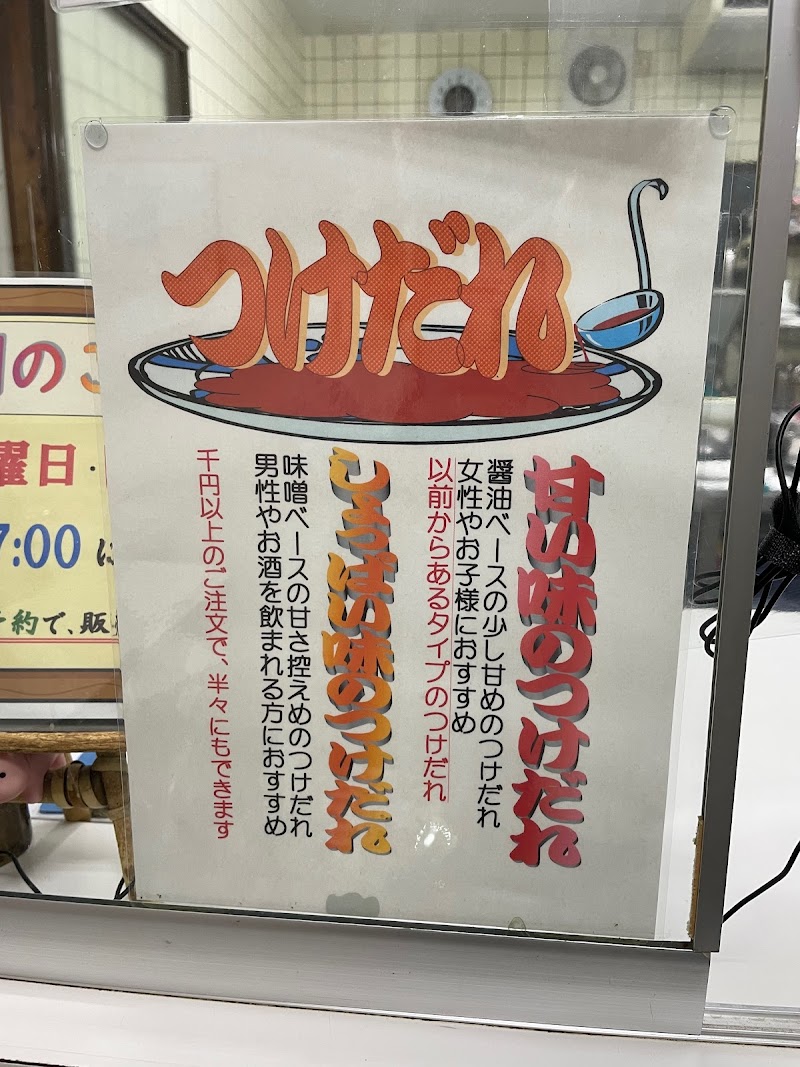 つけだれ
甘い味のつけだれ
醤油ベースの少し甘めのつけだれ
女性やお子様におすすめ
以前からあるタイプのつけだれ
しょっぱい味のつけだれ
味噌ベースの甘さ控えめのつけだれ
男性やお酒を飲まれる方におすすめ
千円以上のご注文で、半々にもできます
のご
曜日・
7:00 に
予約で、販